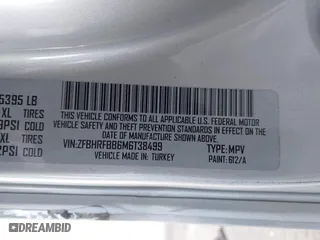 5395 LB
XL TIRES
PSI COLD
XL TIRES
2PSI COLD
THIS VEHICLE CONFORMS TO
ALL APPLICABLE U.S. FEDERAL MOTOR
VEHICLE SAFETY AND THEFT
PREVENTION STANDARDS IN EFFECT
ON THE DATE OF MANUFACTURE
SHOWN ABOVE.
VIN:ZFBHRFBB6M6T38499 TYPE:MPV
MADE IN: TURKEY PAINT: 612/A
DREAMBID